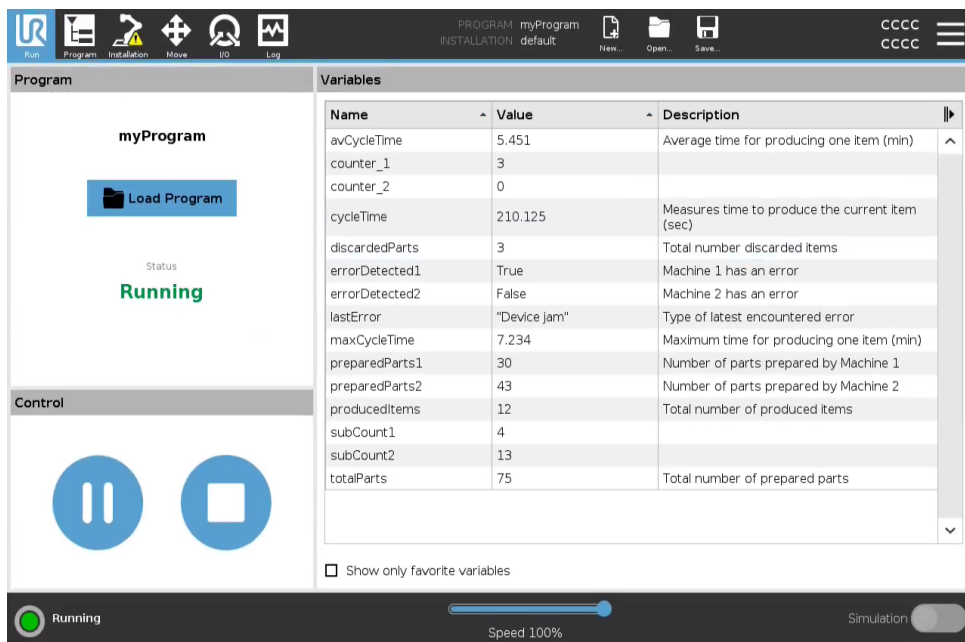 UR
Run Program Installation Move I/O Log
PROGRAM myProgram
INSTALLATION default
New... Open... Save...
CCCC
CCCC
Program
myProgram
Load Program
Status
Running
Control
Variables
Name Value Description
avCycleTime 5.451 Average time for producing one item (min)
counter_1 3
counter_2 0
cycleTime 210.125 Measures time to produce the current item
(sec)
discardedParts 3 Total number discarded items
errorDetected1 True Machine 1 has an error
errorDetected2 False Machine 2 has an error
lastError "Device jam" Type of latest encountered error
maxCycleTime 7.234 Maximum time for producing one item (min)
preparedParts1 30 Number of parts prepared by Machine 1
preparedParts2 43 Number of parts prepared by Machine 2
producedItems 12 Total number of produced items
subCount1 4
subCount2 13
totalParts 75 Total number of prepared parts
Show only favorite variables
Running
Speed 100%
Simulation